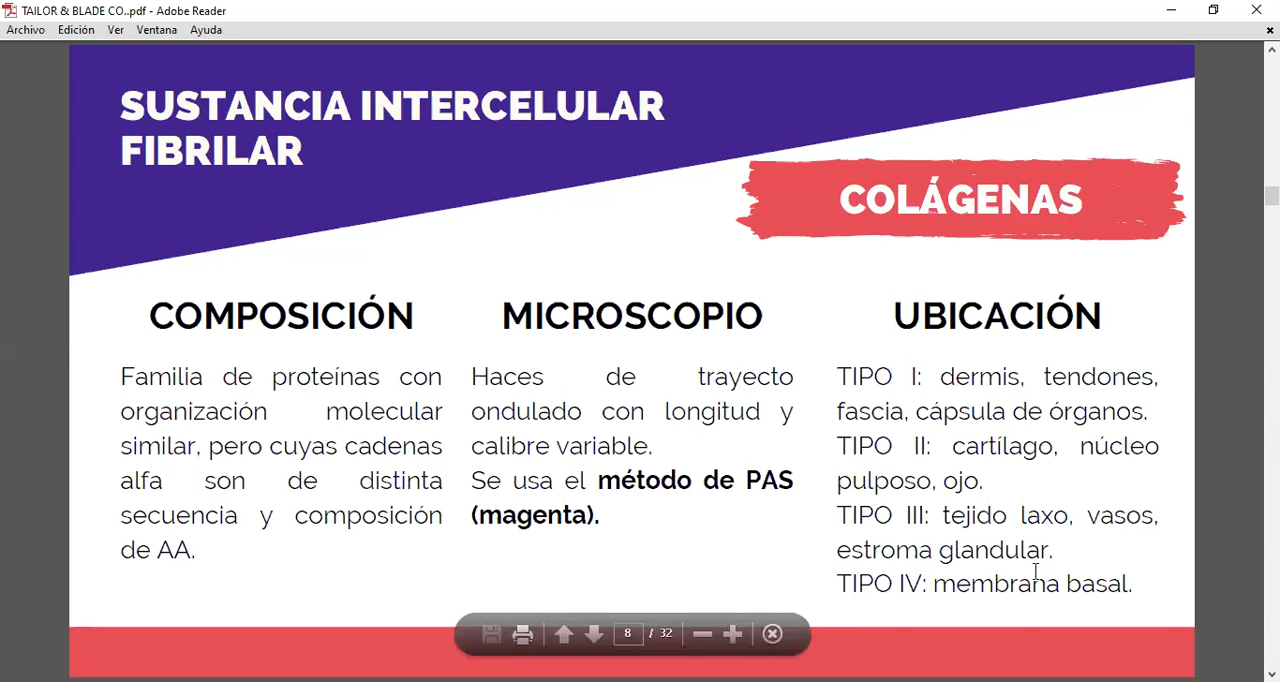 TAILOR & BLADE CO..pdf - Adobe Reader
Archivo Edición Ver Ventana Ayuda
SUSTANCIA INTERCELULAR
FIBRILAR
COLÁGENAS
COMPOSICIÓN
Familia de proteínas con
organización molecular
similar, pero cuyas cadenas
alfa son de distinta
secuencia y composición
de AA.
MICROSCOPIO
Haces de trayecto
ondulado con longitud y
calibre variable.
Se usa el método de PAS
(magenta).
UBICACIÓN
TIPO I: dermis, tendones,
fascia, cápsula de órganos.
TIPO II: cartílago, núcleo
pulposo, ojo.
TIPO III: tejido laxo, vasos,
estroma glandular.
TIPO IV: membrana basal.
8 / 32